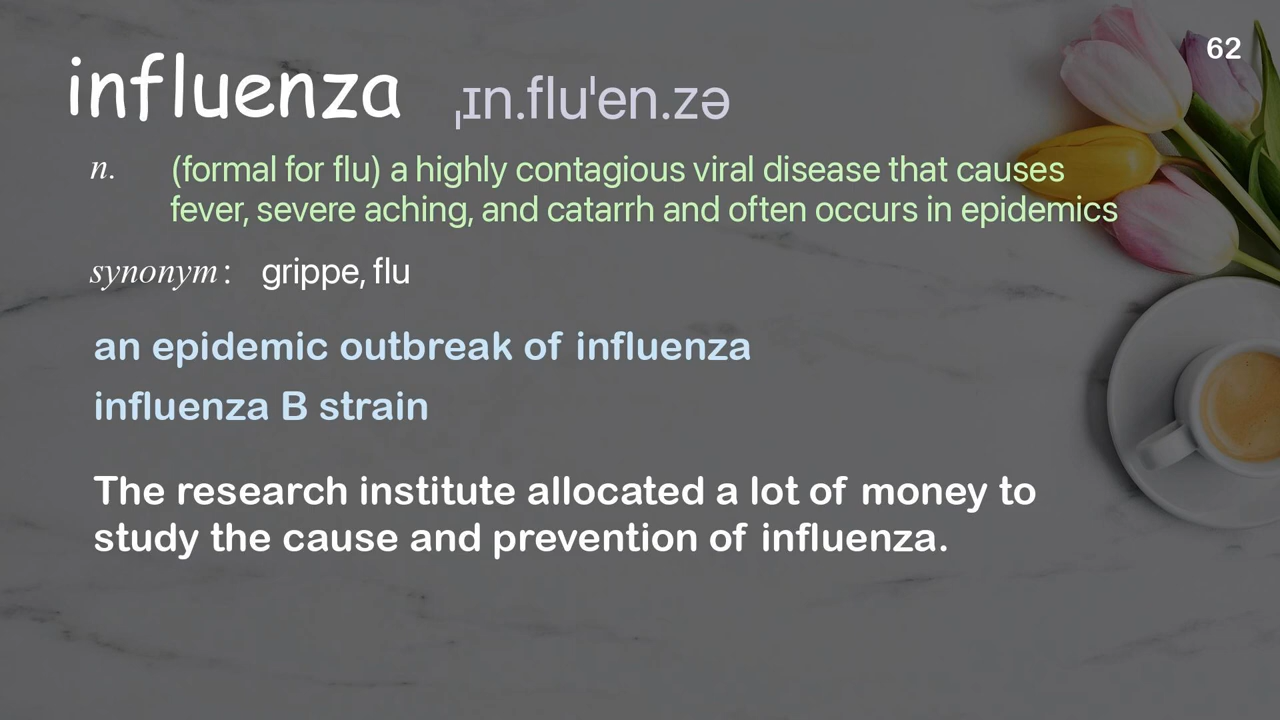 62
influenza ˌɪn.fluˈen.zə
n. (formal for flu) a highly contagious viral disease that causes
fever, severe aching, and catarrh and often occurs in epidemics
synonym: grippe, flu
an epidemic outbreak of influenza
influenza B strain
The research institute allocated a lot of money to
study the cause and prevention of influenza.